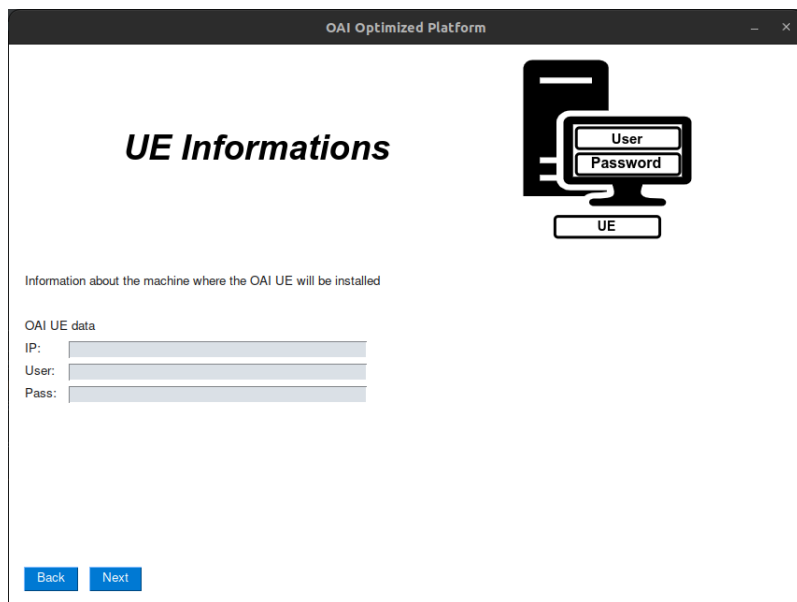 OAI Optimized Platform
UE Informations
User
Password
UE
Information about the machine where the OAI UE will be installed
OAI UE data
IP:
User:
Pass:
Back Next